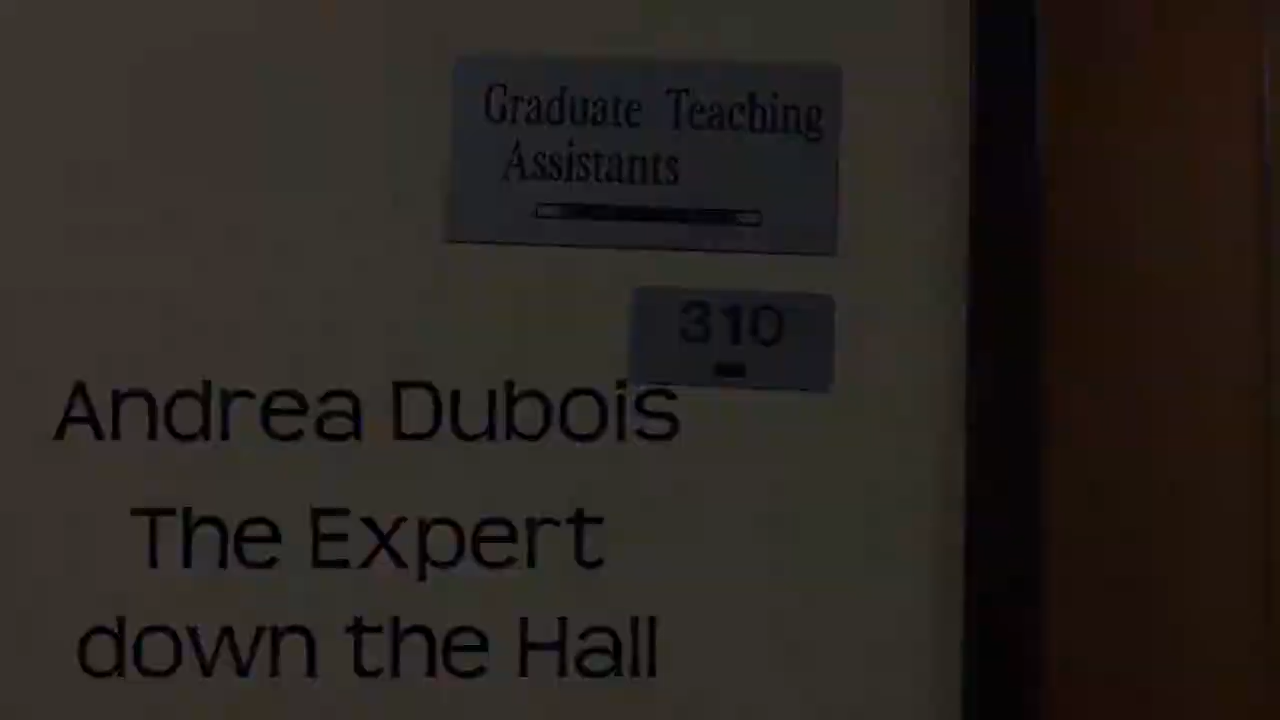 Graduate Teaching
Assistants
310
Andrea Dubois
The Expert
down the Hall